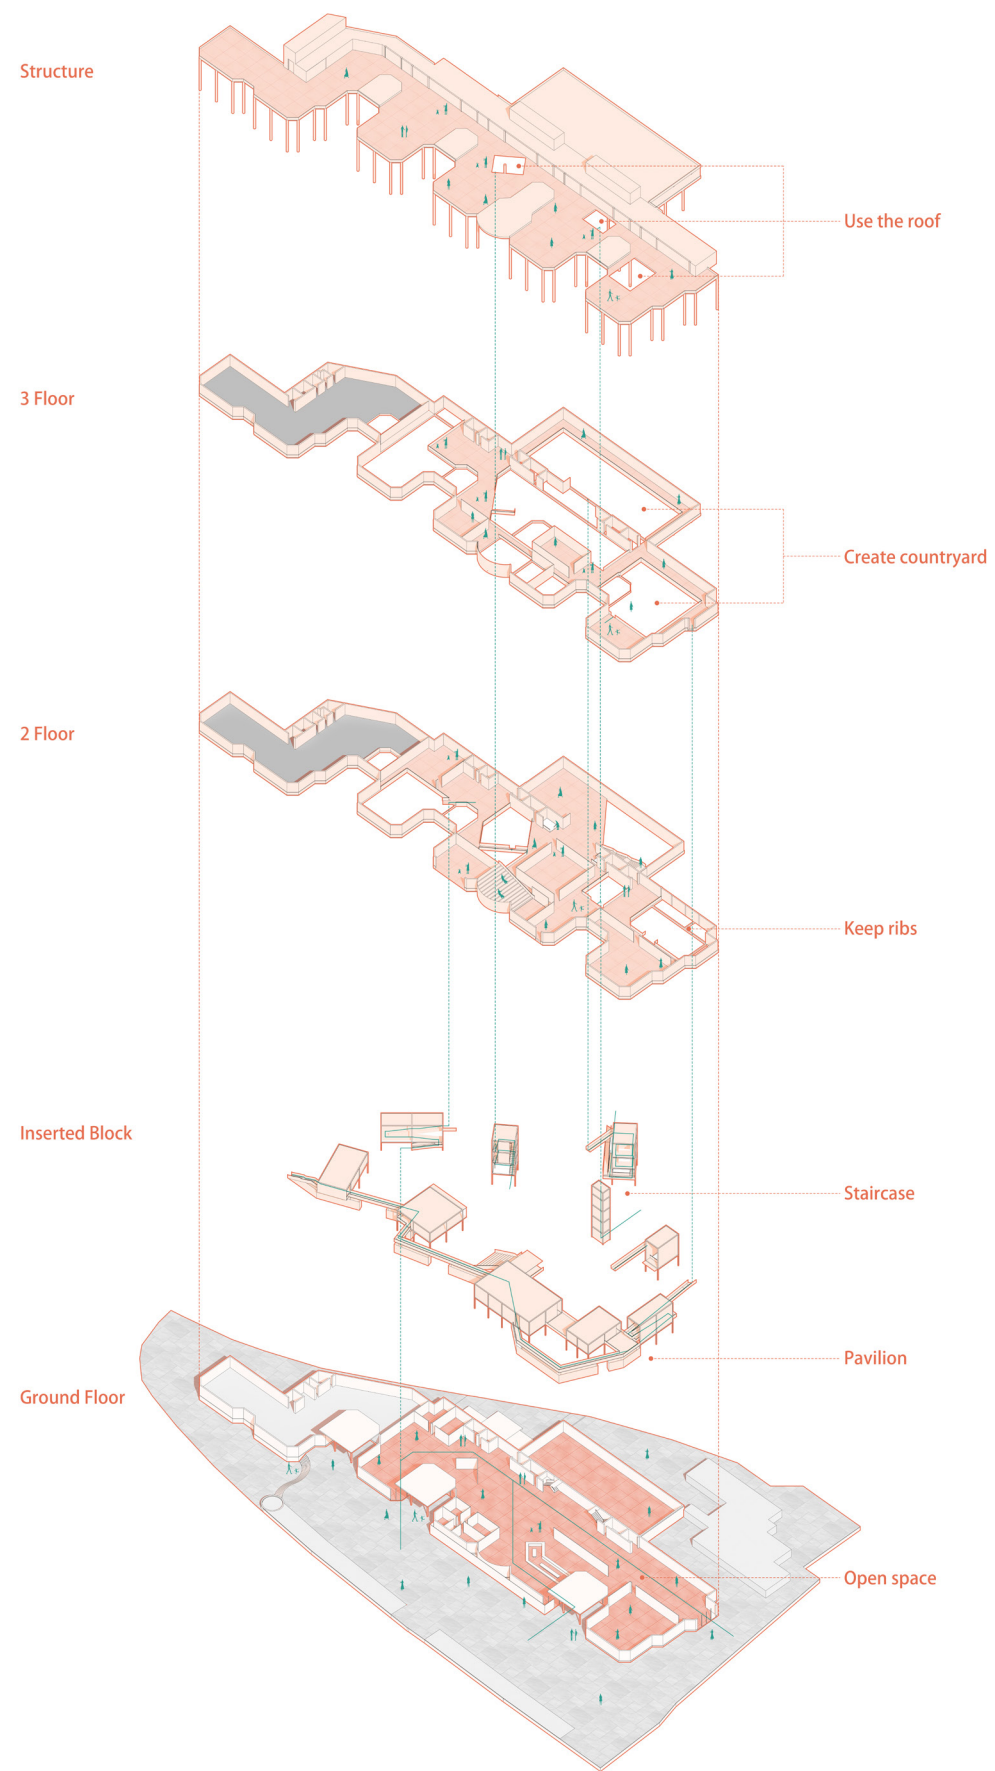 Structure
Use the roof
3 Floor
Create countryard
2 Floor
Keep ribs
Inserted Block
Staircase
Pavilion
Ground Floor
Open space